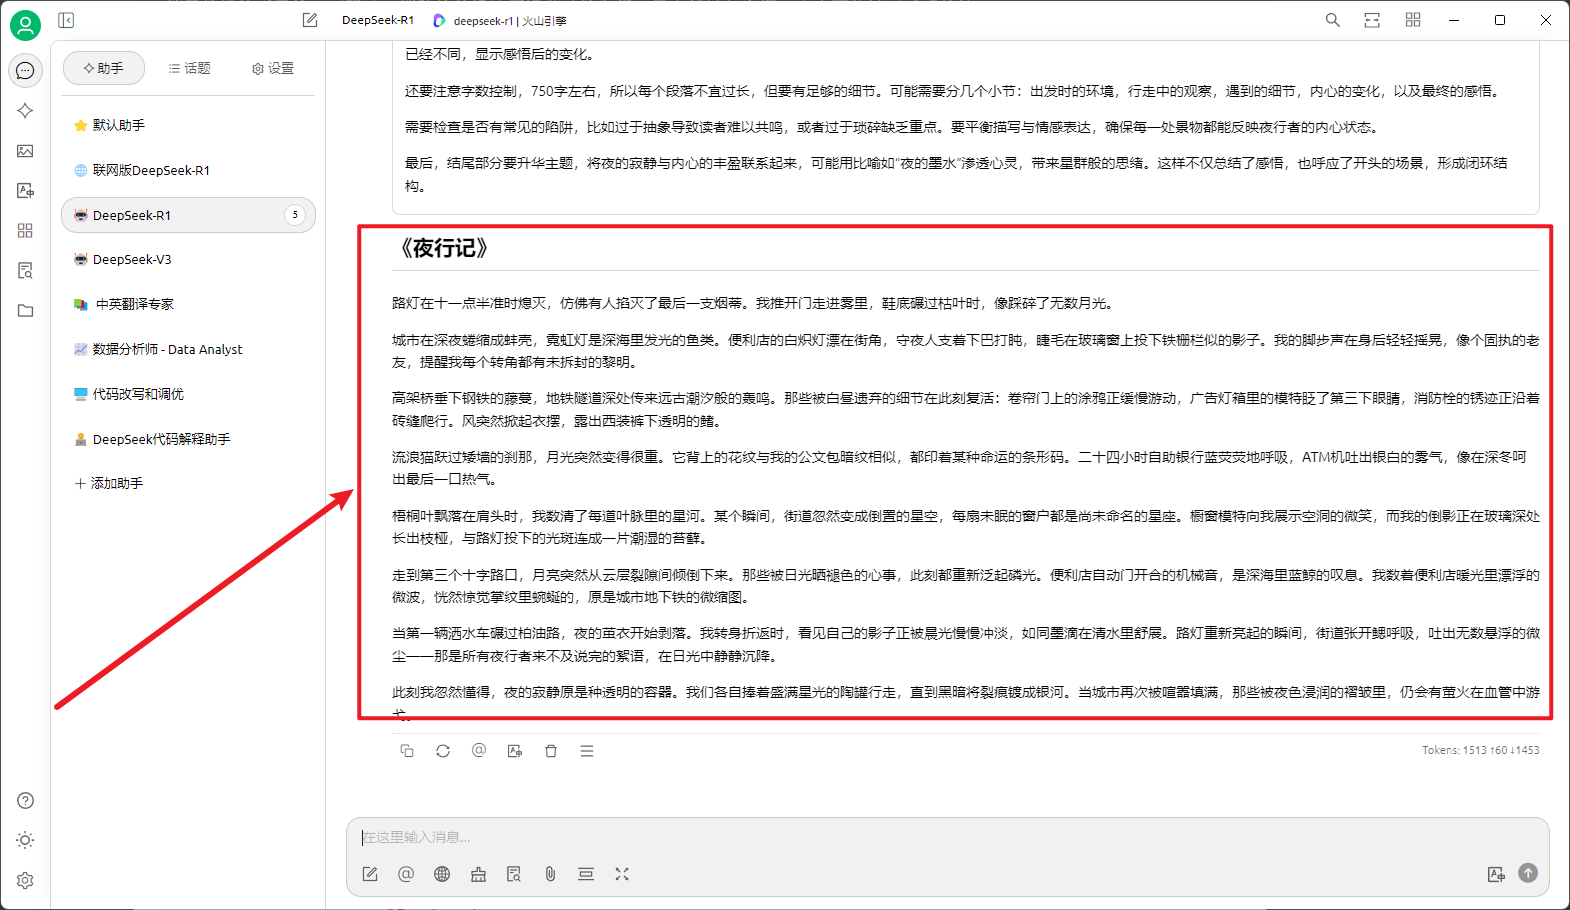 DeepSeek-R1
deepseek-r1 | 火山引擎
助手
话题
设置
默认助手
联网版DeepSeek-R1
DeepSeek-R1
5
DeepSeek-V3
中英翻译专家
数据分析师 - Data Analyst
代码改写和调优
DeepSeek代码解释助手
添加助手
已经不同，显示感悟后的变化。
还要注意字数控制，750字左右，所以每个段落不宜过长，但要有足够的细节。可能需要分几个小节：出发时的环境，行走中的观察，遇到的细节，内心的变化，以及最终的感悟。
需要检查是否有常见的陷阱，比如过于抽象导致读者难以共鸣，或者过于琐碎缺乏重点。要平衡描写与情感表达，确保每一处景物都能反映夜行者的内心状态。
最后，结尾部分要升华主题，将夜的寂静与内心的丰盈联系起来，可能用比喻如“夜的墨水”渗透心灵，带来星群般的思绪。这样不仅总结了感悟，也呼应了开头的场景，形成闭环结
构。
《夜行记》
路灯在十一点半准时熄灭，仿佛有人掐灭了最后一支烟蒂。我推开门走进雾里，鞋底碾过枯叶时，像踩碎了无数月光。
城市在深夜蜷缩成蚌壳，霓虹灯是深海里发光的鱼类。便利店的白炽灯漂在街角，守夜人支着下巴打盹，睫毛在玻璃窗上投下铁栅栏似的影子。我的脚步声在身后轻轻摇晃，像个固执的老
友，提醒我每个转角都有未拆封的黎明。
高架桥垂下钢铁的藤蔓，地铁隧道深处传来远古潮汐般的轰鸣。那些被白昼遗弃的细节在此刻复活：卷帘门上的涂鸦正缓慢游动，广告灯箱里的模特眨了第三下眼睛，消防栓的锈迹正沿着
砖缝爬行。风突然掀起衣摆，露出西装裤下透明的鳍。
流浪猫跃过矮墙的刹那，月光突然变得很重。它背上的花纹与我的公文包暗纹相似，都印着某种命运的条形码。二十四小时自助银行蓝荧荧地呼吸，ATM机吐出银白的雾气，像在深冬呵
出最后一口热气。
梧桐叶飘落在肩头时，我数清了每道叶脉里的星河。某个瞬间，街道忽然变成倒置的星空，每扇未眠的窗户都是尚未命名的星座。橱窗模特向我展示空洞的微笑，而我的倒影正在玻璃深处
长出枝桠，与路灯投下的光斑连成一片潮湿的苔藓。
走到第三个十字路口，月亮突然从云层裂隙间倾倒下来。那些被日光晒褪色的心事，此刻都重新泛起磷光。便利店自动门开合的机械音，是深海里蓝鲸的叹息。我数着便利店暖光里漂浮的
微波，恍然惊觉掌纹里蜿蜒的，原是城市地下铁的微缩图。
当第一辆洒水车碾过柏油路，夜的茧衣开始剥落。我转身折返时，看见自己的影子正被晨光慢慢冲淡，如同墨滴在清水里舒展。路灯重新亮起的瞬间，街道张开鳃呼吸，吐出无数悬浮的微
尘——那是所有夜行者来不及说完的絮语，在日光中静静沉降。
此刻我忽然懂得，夜的寂静原是种透明的容器。我们各自捧着盛满星光的陶罐行走，直到黑暗将裂痕镀成银河。当城市再次被喧嚣填满，那些被夜色浸润的褶皱里，仍会有萤火在血管中游
弋。
Tokens: 1513 ↑60 ↓1453
在这里输入消息...